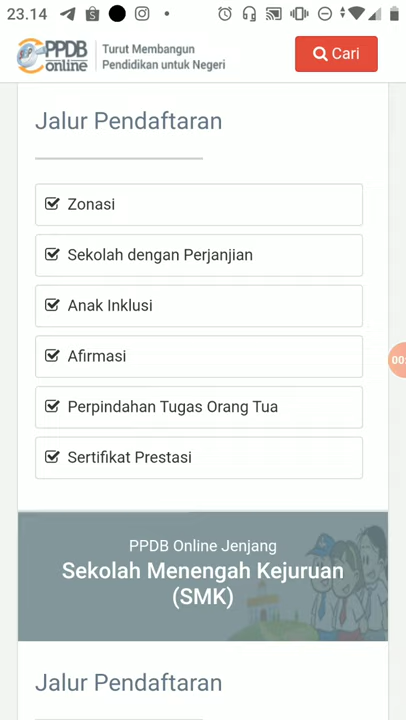 23.14
PPDB
online
Turut Membangun
Pendidikan untuk Negeri
Cari
Jalur Pendaftaran
Zonasi
Sekolah dengan Perjanjian
Anak Inklusi
Afirmasi
00:
Perpindahan Tugas Orang Tua
Sertifikat Prestasi
PPDB Online Jenjang
Sekolah Menengah Kejuruan
(SMK)
Jalur Pendaftaran